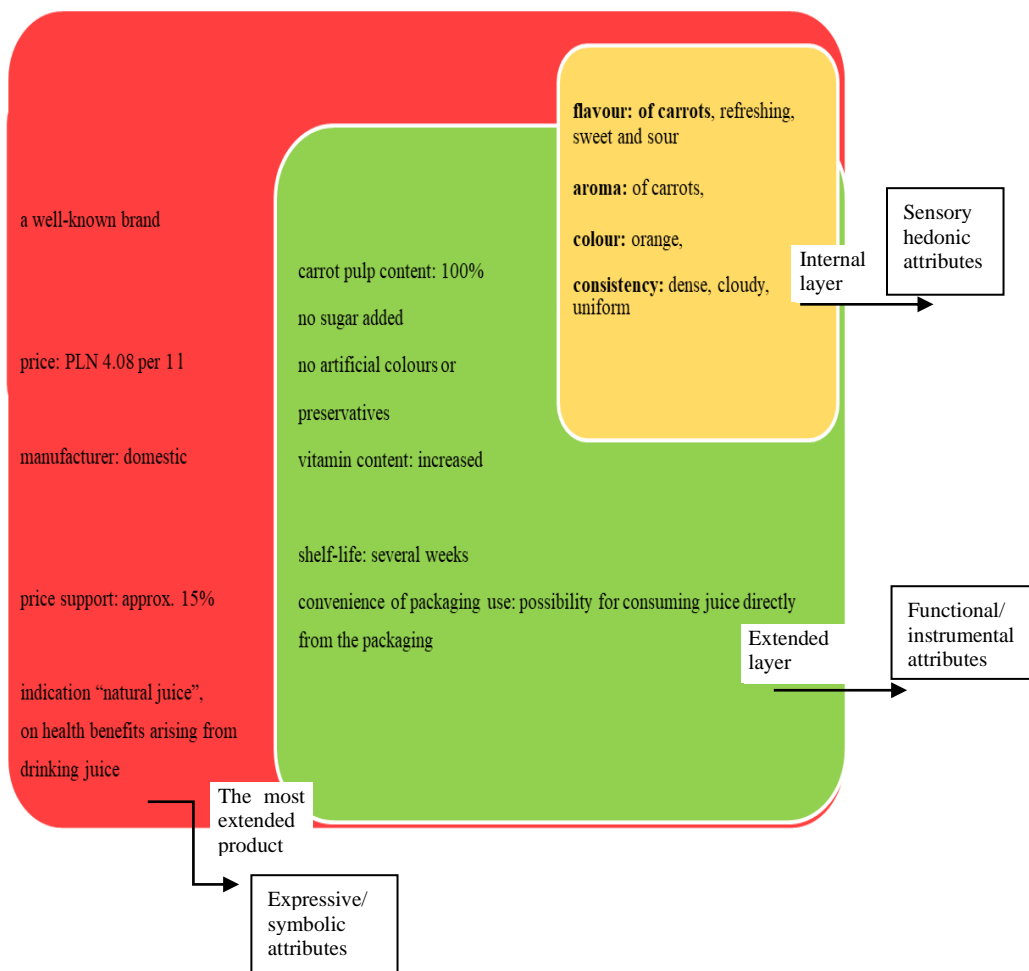 flavour: of carrots, refreshing,
sweet and sour
aroma: of carrots,
colour: orange,
consistency: dense, cloudy,
uniform
Internal
layer
Sensory
hedonic
attributes
carrot pulp content: 100%
no sugar added
no artificial colours or
preservatives
vitamin content: increased
shelf-life: several weeks
convenience of packaging use: possibility for consuming juice directly
from the packaging
Extended
layer
Functional/
instrumental
attributes
a well-known brand
price: PLN 4.08 per 1 l
manufacturer: domestic
price support: approx. 15%
indication “natural juice”,
on health benefits arising from
drinking juice
The most
extended
product
Expressive/
symbolic
attributes